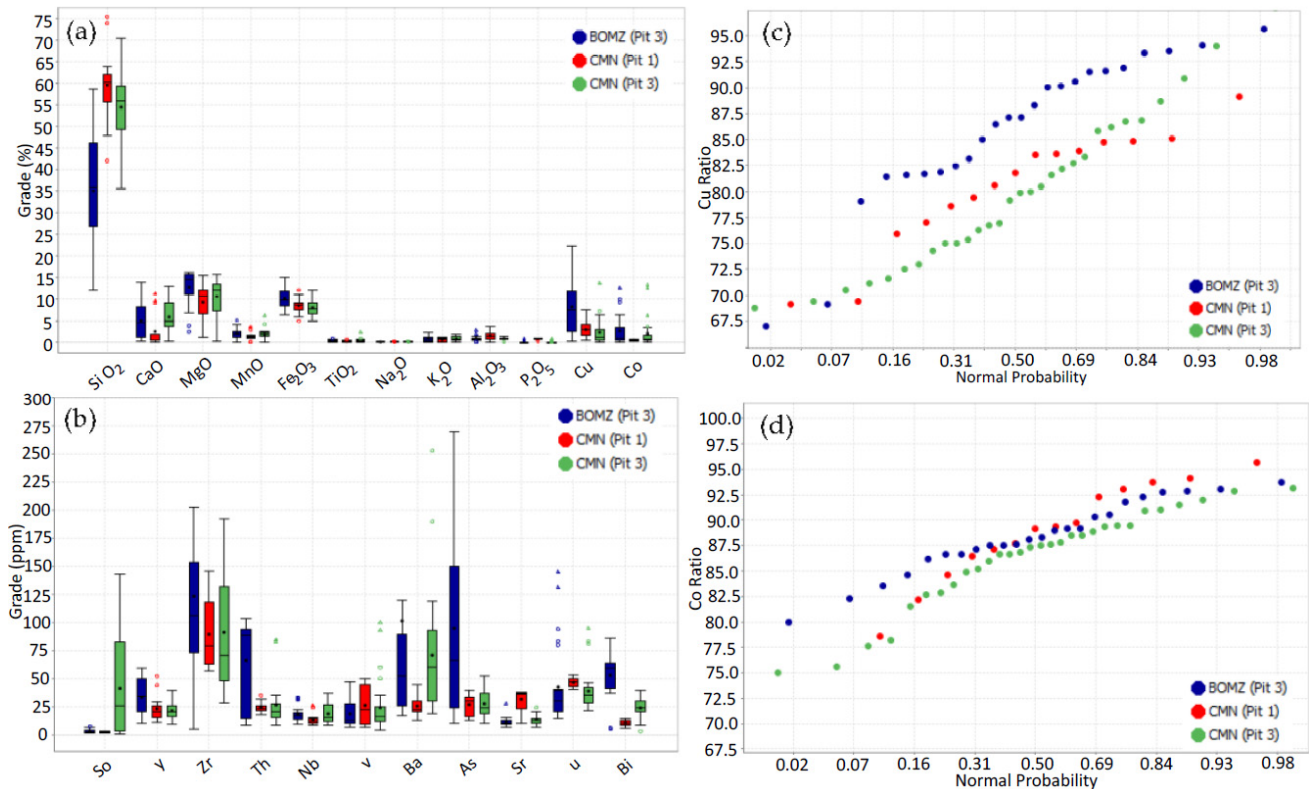 (a)
Grade (%)
75
70
65
60
55
50
45
40
35
30
25
20
15
10
5
0
BOMZ (Pit 3)
CMN (Pit 1)
CMN (Pit 3)
SiO2 CaO MgO MnO Fe2O3 TiO2 Na2O K2O Al2O3 P2O5 Cu Co
(c)
Cu Ratio
95.0
92.5
90.0
87.5
85.0
82.5
80.0
77.5
75.0
72.5
70.0
67.5
BOMZ (Pit 3)
CMN (Pit 1)
CMN (Pit 3)
0.02 0.07 0.16 0.31 0.50 0.69 0.84 0.93 0.98
Normal Probability
(b)
Grade (ppm)
300
275
250
225
200
175
150
125
100
75
50
25
0
BOMZ (Pit 3)
CMN (Pit 1)
CMN (Pit 3)
So γ Zr Th Nb v Ba As Sr u Bi
(d)
Co Ratio
100.0
97.5
95.0
92.5
90.0
87.5
85.0
82.5
80.0
77.5
75.0
72.5
70.0
67.5
BOMZ (Pit 3)
CMN (Pit 1)
CMN (Pit 3)
0.02 0.07 0.16 0.31 0.50 0.69 0.84 0.93 0.98
Normal Probability